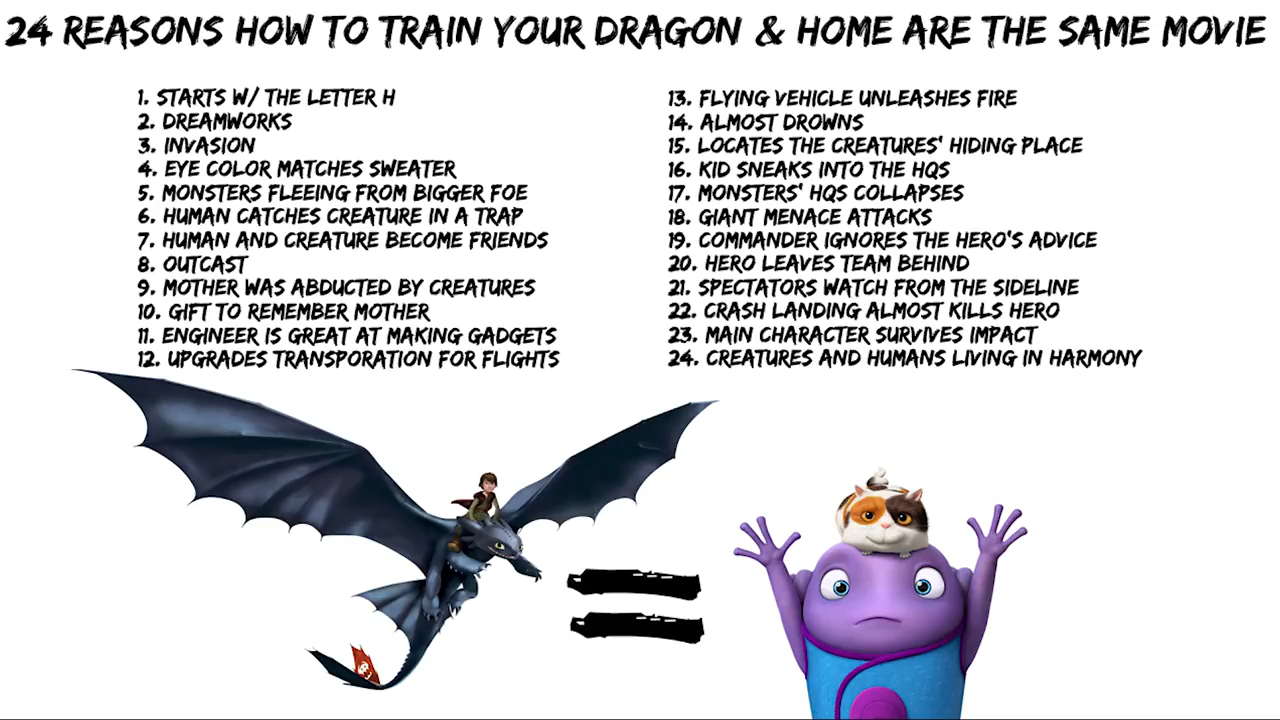 24 REASONS HOW TO TRAIN YOUR DRAGON & HOME ARE THE SAME MOVIE
1. STARTS W/ THE LETTER H
2. DREAMWORKS
3. INVASION
4. EYE COLOR MATCHES SWEATER
5. MONSTERS FLEEING FROM BIGGER FOE
6. HUMAN CATCHES CREATURE IN A TRAP
7. HUMAN AND CREATURE BECOME FRIENDS
8. OUTCAST
9. MOTHER WAS ABDUCTED BY CREATURES
10. GIFT TO REMEMBER MOTHER
11. ENGINEER IS GREAT AT MAKING GADGETS
12. UPGRADES TRANSPORATION FOR FLIGHTS
13. FLYING VEHICLE UNLEASHES FIRE
14. ALMOST DROWNS
15. LOCATES THE CREATURES' HIDING PLACE
16. KID SNEAKS INTO THE HQS
17. MONSTERS' HQS COLLAPSES
18. GIANT MENACE ATTACKS
19. COMMANDER IGNORES THE HERO'S ADVICE
20. HERO LEAVES TEAM BEHIND
21. SPECTATORS WATCH FROM THE SIDELINE
22. CRASH LANDING ALMOST KILLS HERO
23. MAIN CHARACTER SURVIVES IMPACT
24. CREATURES AND HUMANS LIVING IN HARMONY